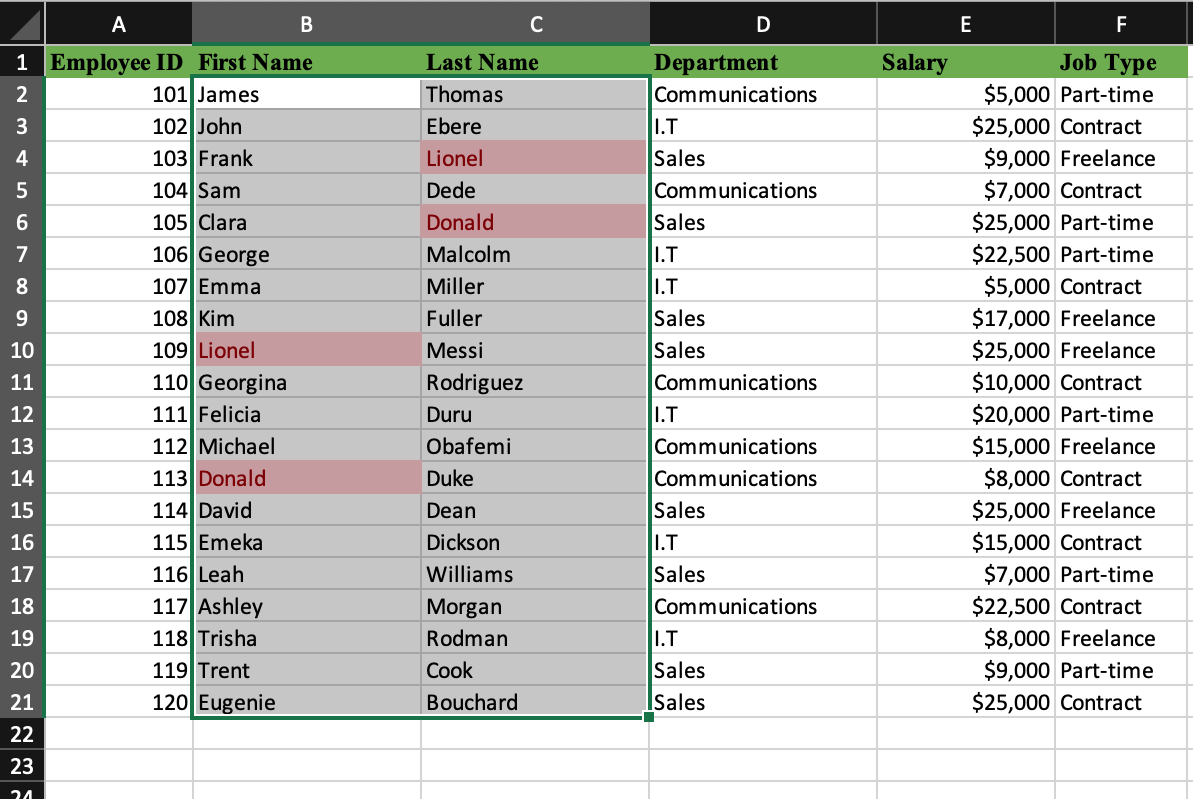 A B C D E F
1 Employee ID First Name Last Name Department Salary Job Type
2 101 James Thomas Communications $5,000 Part-time
3 102 John Ebere I.T $25,000 Contract
4 103 Frank Lionel Sales $9,000 Freelance
5 104 Sam Dede Communications $7,000 Contract
6 105 Clara Donald Sales $25,000 Part-time
7 106 George Malcolm I.T $22,500 Part-time
8 107 Emma Miller I.T $5,000 Contract
9 108 Kim Fuller Sales $17,000 Freelance
10 109 Lionel Messi Sales $25,000 Freelance
11 110 Georgina Rodriguez Communications $10,000 Contract
12 111 Felicia Duru I.T $20,000 Part-time
13 112 Michael Obafemi Communications $15,000 Freelance
14 113 Donald Duke Communications $8,000 Contract
15 114 David Dean Sales $25,000 Freelance
16 115 Emeka Dickson I.T $15,000 Contract
17 116 Leah Williams Sales $7,000 Part-time
18 117 Ashley Morgan Communications $22,500 Contract
19 118 Trisha Rodman I.T $8,000 Freelance
20 119 Trent Cook Sales $9,000 Part-time
21 120 Eugenie Bouchard Sales $25,000 Contract
22
23
24